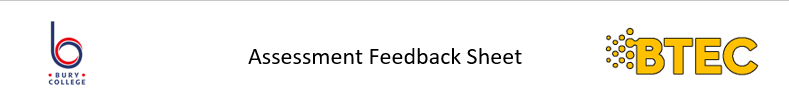 Assessment Feedback Sheet
BTEC
• BURY •
COLLEGE